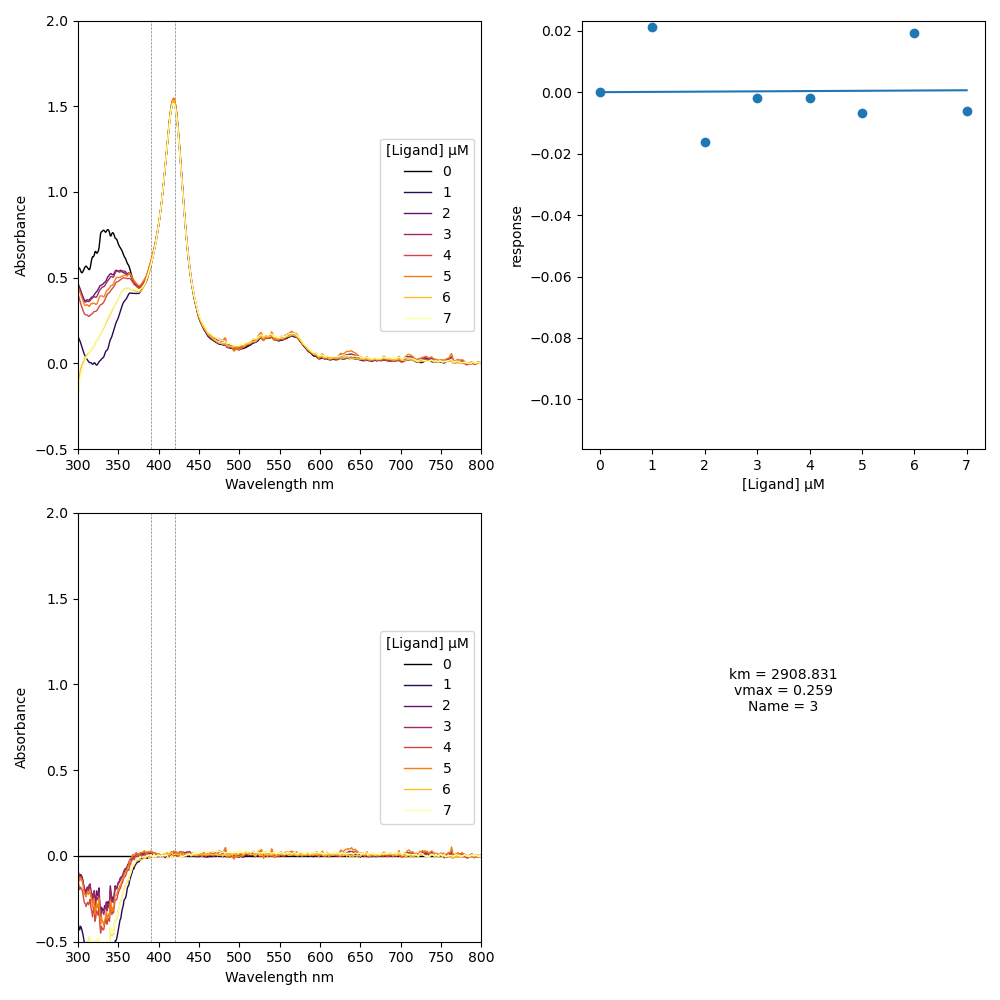 2.0
1.5
1.0
0.5
0.0
−0.5
Absorbance
300 350 400 450 500 550 600 650 700 750 800
Wavelength nm
[Ligand] µM
0
1
2
3
4
5
6
7
0.02
0.00
−0.02
−0.04
−0.06
−0.08
−0.10
response
0 1 2 3 4 5 6 7
[Ligand] µM
2.0
1.5
1.0
0.5
0.0
−0.5
Absorbance
300 350 400 450 500 550 600 650 700 750 800
Wavelength nm
[Ligand] µM
0
1
2
3
4
5
6
7
km = 2908.831
vmax = 0.259
Name = 3